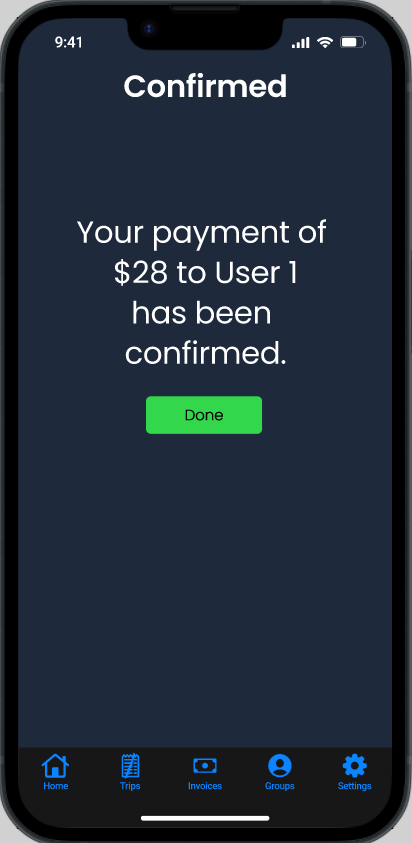 9:41
Confirmed
Your payment of
$28 to User 1
has been
confirmed.
Done
Home Trips Invoices Groups Settings